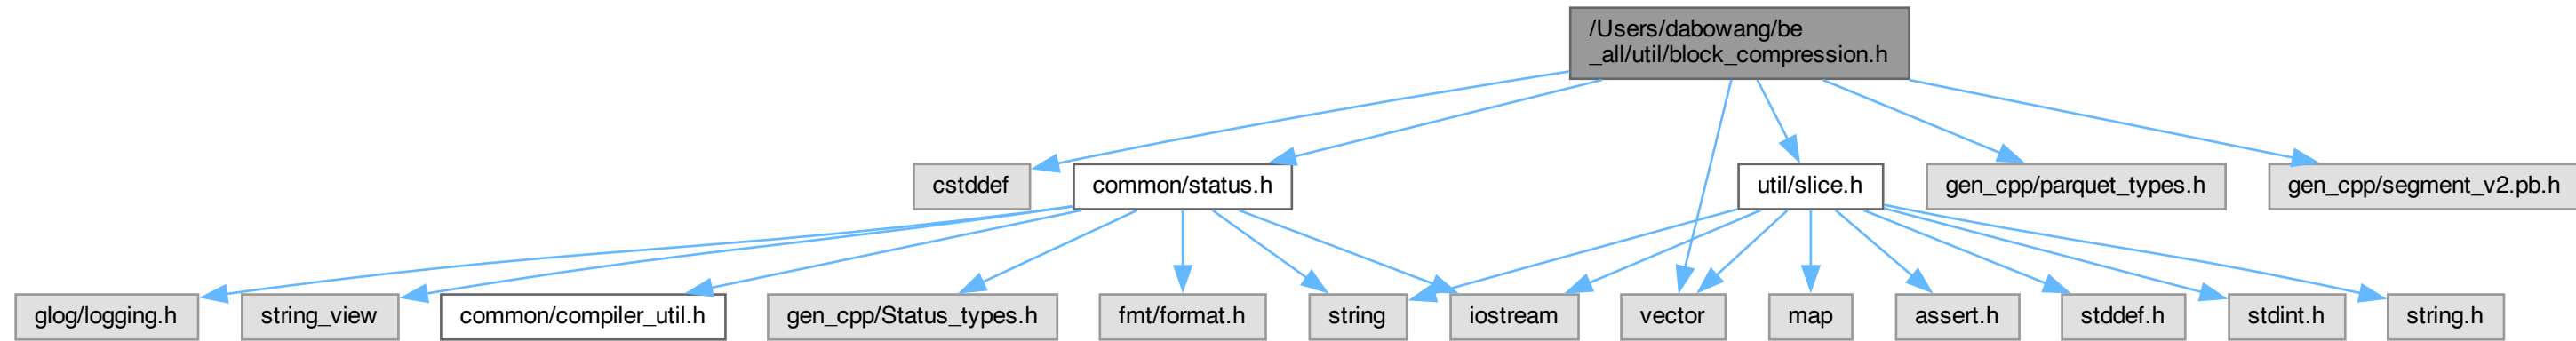 /Users/dabowang/be
_all/util/block_compression.h
cstddef
common/status.h
util/slice.h
gen_cpp/parquet_types.h
gen_cpp/segment_v2.pb.h
glog/logging.h
string_view
common/compiler_util.h
gen_cpp/Status_types.h
fmt/format.h
string
iostream
vector
map
assert.h
stddef.h
stdint.h
string.h